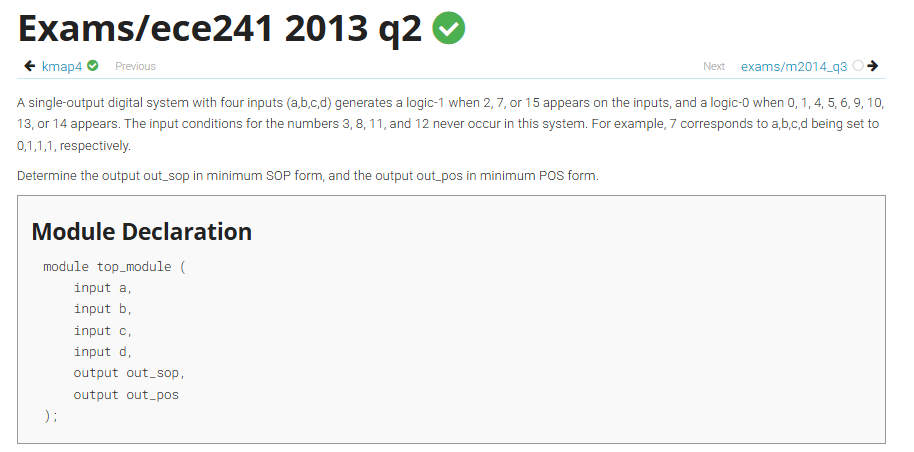 Exams/ece241 2013 q2
kmap4 Previous Next exams/m2014_q3
A single-output digital system with four inputs (a,b,c,d) generates a logic-1 when 2, 7, or 15 appears on the inputs, and a logic-0 when 0, 1, 4, 5, 6, 9, 10,
13, or 14 appears. The input conditions for the numbers 3, 8, 11, and 12 never occur in this system. For example, 7 corresponds to a,b,c,d being set to
0,1,1,1, respectively.
Determine the output out_sop in minimum SOP form, and the output out_pos in minimum POS form.
Module Declaration
module top_module (
    input a,
    input b,
    input c,
    input d,
    output out_sop,
    output out_pos
);